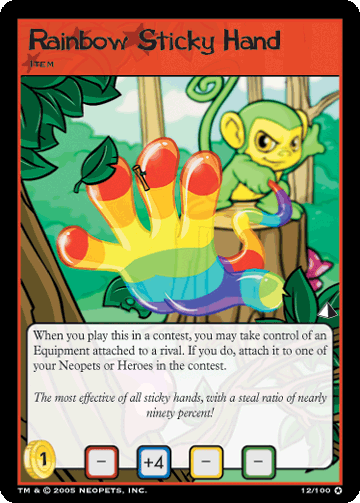 Rainbow Sticky Hand
ITEM
When you play this in a contest, you may take control of an
Equipment attached to a rival. If you do, attach it to one of
your Neopets or Heroes in the contest.
The most effective of all sticky hands, with a steal ratio of nearly
ninety percent!
1
– +4 – –
TM & © 2005 NEOPETS, INC. 12/100